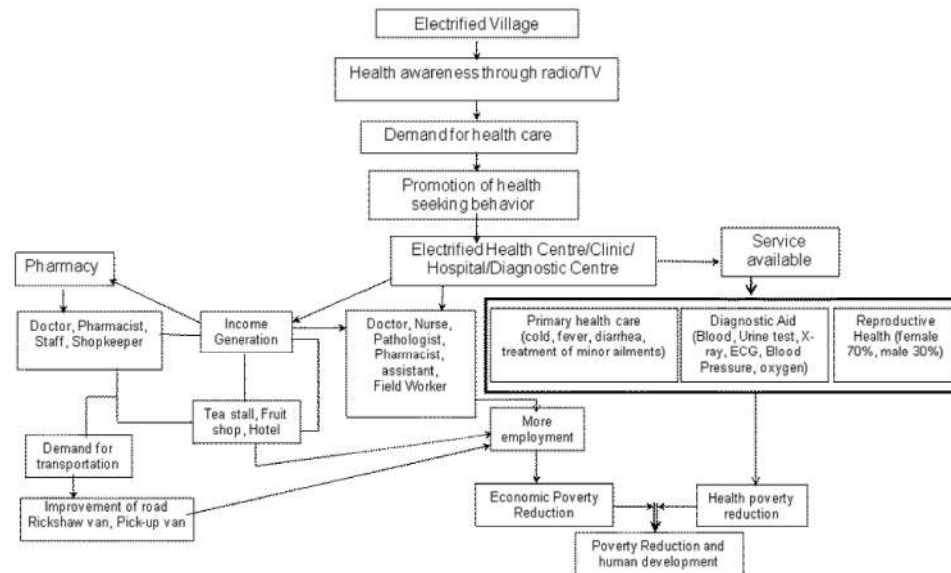 Electrified Village
Health awareness through radio/TV
Demand for health care
Promotion of health
seeking behavior
Electrified Health Centre/Clinic/
Hospital/Diagnostic Centre
Service
available
Pharmacy
Doctor, Pharmacist,
Staff, Shopkeeper
Income
Generation
Doctor, Nurse,
Pathologist,
Pharmacist,
assistant,
Field Worker
Primary health care
(cold, fever, diarrhea,
treatment of minor ailments)
Diagnostic Aid
(Blood, Urine test, X-
ray, ECG, Blood
Pressure, oxygen)
Reproductive
Health (female
70%, male 30%)
Tea stall, Fruit
shop, Hotel
More
employment
Demand for
transportation
Improvement of road
Rickshaw van, Pick-up van
Economic Poverty
Reduction
Health poverty
reduction
Poverty Reduction and
human development